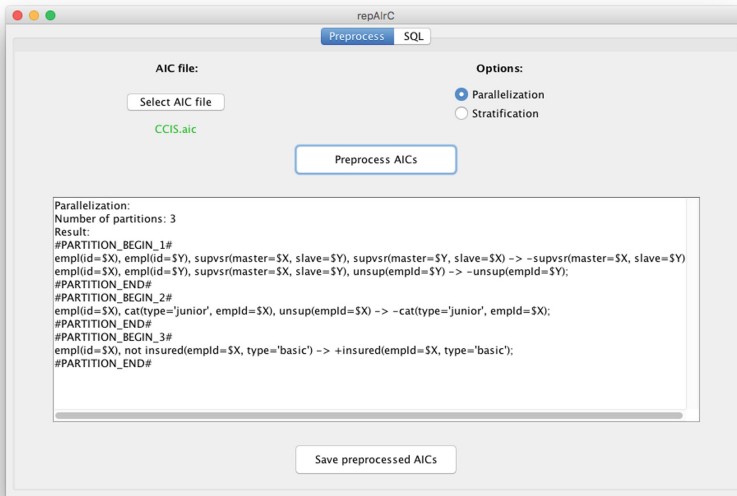 repAIrC
Preprocess SQL
AIC file:
Options:
Select AIC file
Parallelization
Stratification
CCIS.aic
Preprocess AICs
Parallelization:
Number of partitions: 3
Result:
#PARTITION_BEGIN_1#
empl(id=$X), empl(id=$Y), supvsr(master=$X, slave=$Y), supvsr(master=$Y, slave=$X) -> -supvsr(master=$X, slave=$Y)
empl(id=$X), empl(id=$Y), supvsr(master=$X, slave=$Y), unsup(empId=$Y) -> -unsup(empId=$Y);
#PARTITION_END#
#PARTITION_BEGIN_2#
empl(id=$X), cat(type='junior', empId=$X), unsup(empId=$X) -> -cat(type='junior', empId=$X);
#PARTITION_END#
#PARTITION_BEGIN_3#
empl(id=$X), not insured(empId=$X, type='basic') -> +insured(empId=$X, type='basic');
#PARTITION_END#
Save preprocessed AICs